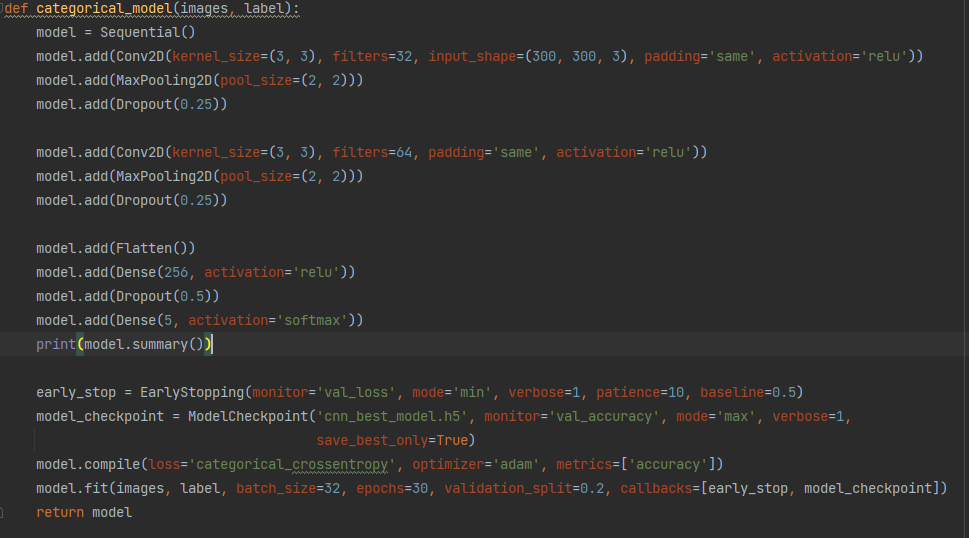 def categorical_model(images, label):
    model = Sequential()
    model.add(Conv2D(kernel_size=(3, 3), filters=32, input_shape=(300, 300, 3), padding='same', activation='relu'))
    model.add(MaxPooling2D(pool_size=(2, 2)))
    model.add(Dropout(0.25))

    model.add(Conv2D(kernel_size=(3, 3), filters=64, padding='same', activation='relu'))
    model.add(MaxPooling2D(pool_size=(2, 2)))
    model.add(Dropout(0.25))

    model.add(Flatten())
    model.add(Dense(256, activation='relu'))
    model.add(Dropout(0.5))
    model.add(Dense(5, activation='softmax'))
    print(model.summary())

    early_stop = EarlyStopping(monitor='val_loss', mode='min', verbose=1, patience=10, baseline=0.5)
    model_checkpoint = ModelCheckpoint('cnn_best_model.h5', monitor='val_accuracy', mode='max', verbose=1,
                                       save_best_only=True)
    model.compile(loss='categorical_crossentropy', optimizer='adam', metrics=['accuracy'])
    model.fit(images, label, batch_size=32, epochs=30, validation_split=0.2, callbacks=[early_stop, model_checkpoint])
    return model